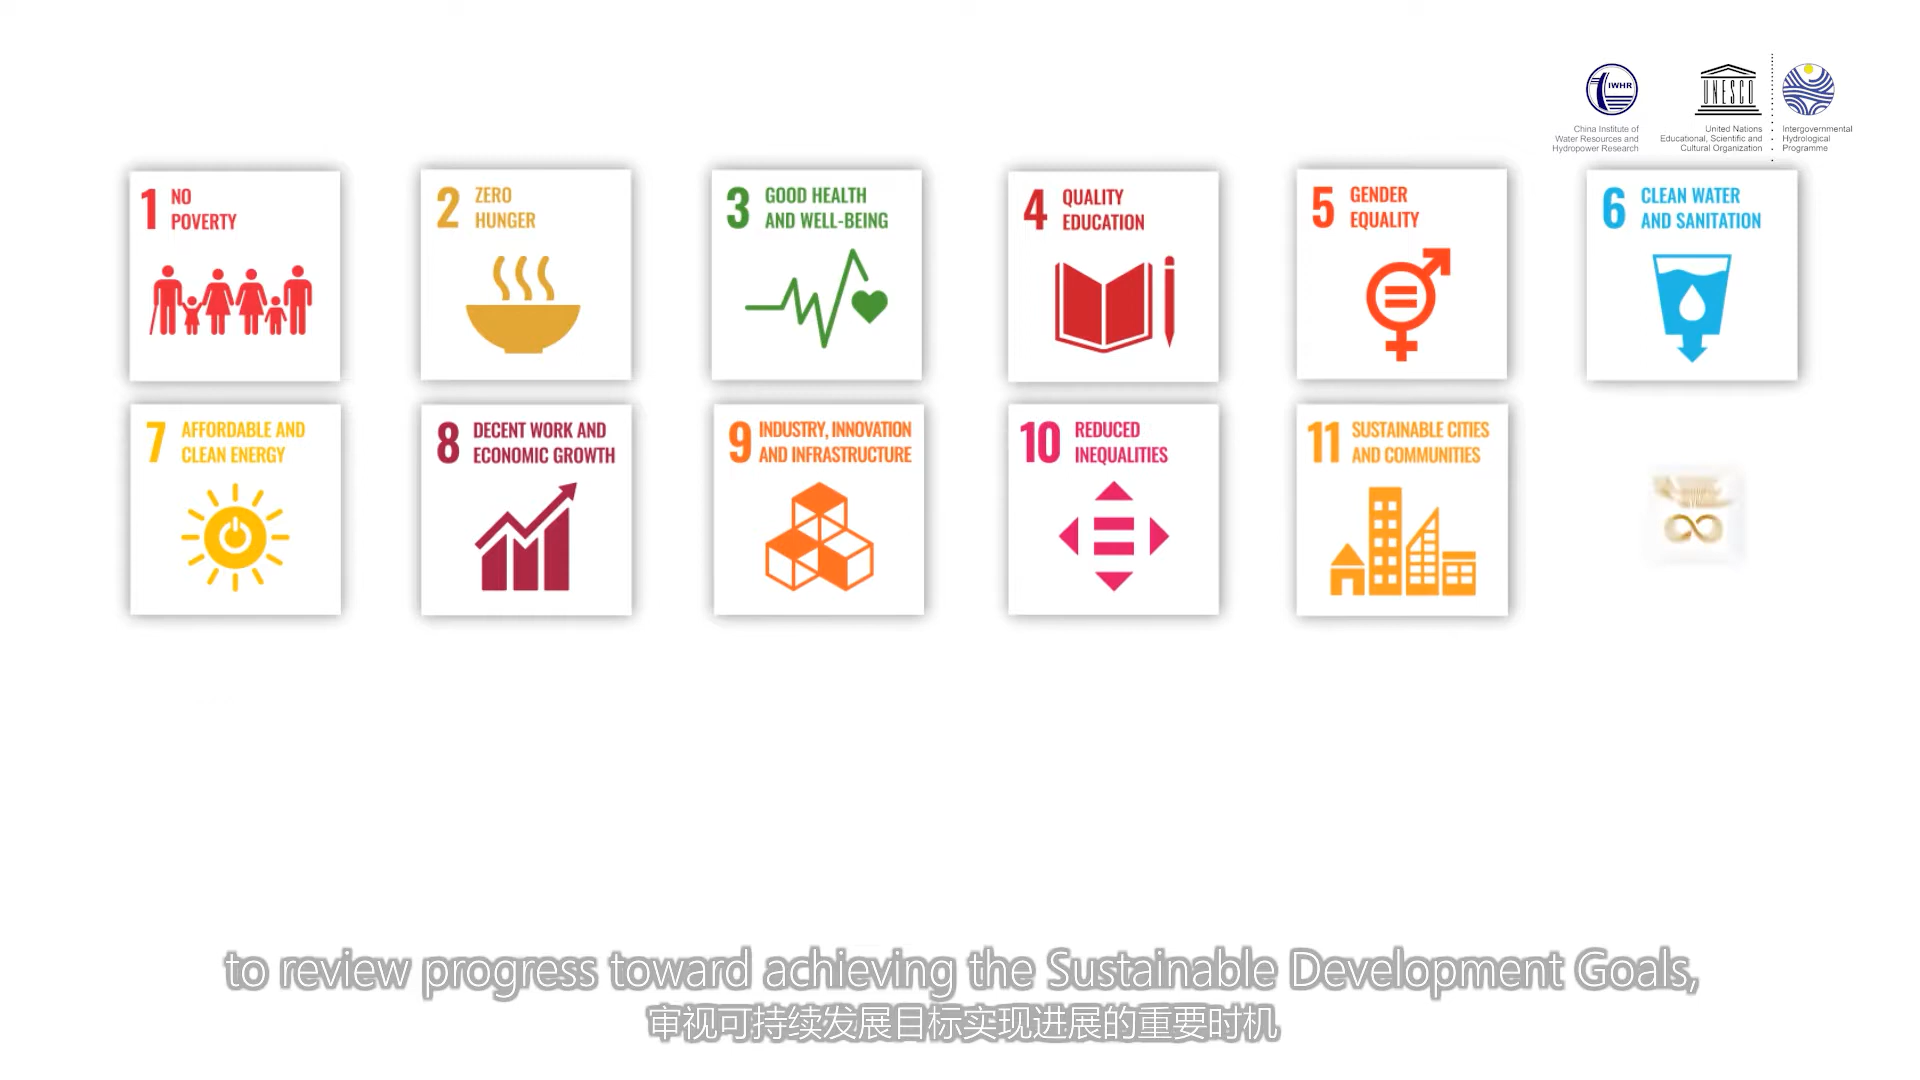 IWHR
China Institute of
Water Resources and
Hydropower Research
UNESCO
United Nations
Educational, Scientific and
Cultural Organization
Intergovernmental
Hydrological
Programme
1 NO
POVERTY
2 ZERO
HUNGER
3 GOOD HEALTH
AND WELL-BEING
4 QUALITY
EDUCATION
5 GENDER
EQUALITY
6 CLEAN WATER
AND SANITATION
7 AFFORDABLE AND
CLEAN ENERGY
8 DECENT WORK AND
ECONOMIC GROWTH
9 INDUSTRY, INNOVATION
AND INFRASTRUCTURE
10 REDUCED
INEQUALITIES
11 SUSTAINABLE CITIES
AND COMMUNITIES
to review progress toward achieving the Sustainable Development Goals,
审视可持续发展目标实现进展的重要时机